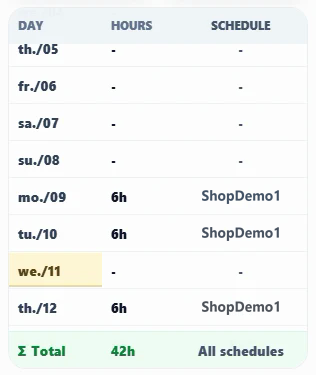 DAY HOURS SCHEDULE
th./05 - -
fr./06 - -
sa./07 - -
su./08 - -
mo./09 6h ShopDemo1
tu./10 6h ShopDemo1
we./11 - -
th./12 6h ShopDemo1
Σ Total 42h All schedules